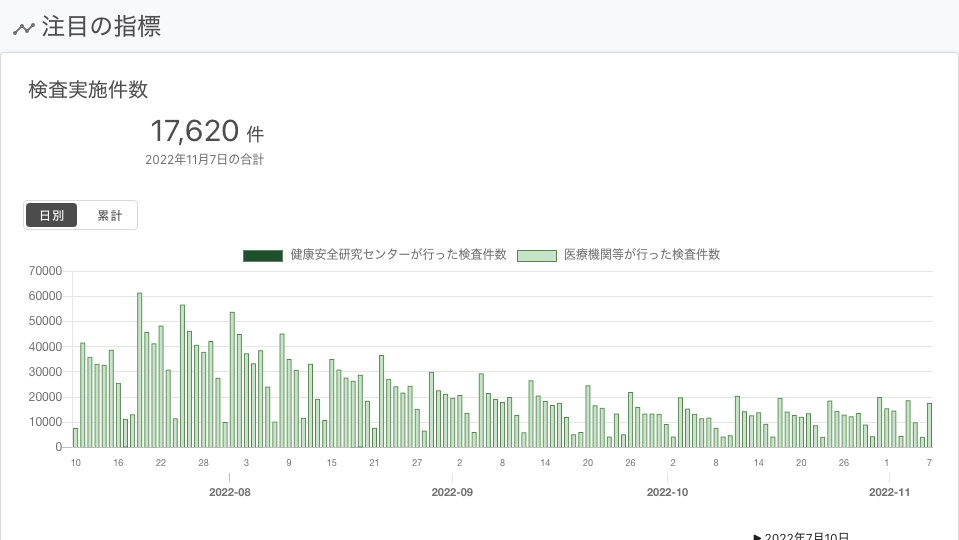 注目の指標
検査実施件数
17,620 件
2022年11月7日の合計
日別 累計
健康安全研究センターが行った検査件数 医療機関等が行った検査件数
70000
60000
50000
40000
30000
20000
10000
0
10 16 22 28 3 9 15 21 27 2 8 14 20 26 2 8 14 20 26 1 7
2022-08 2022-09 2022-10 2022-11
▶ 2022年7月10日